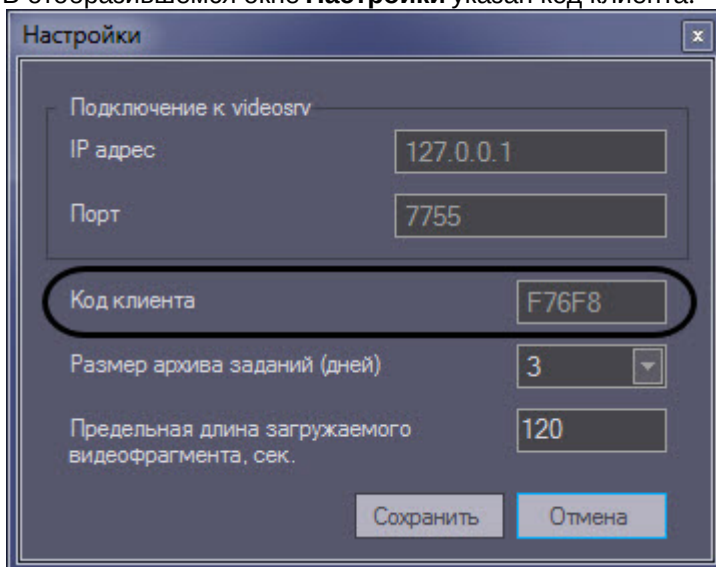 В отобразившемся окне Настройки указан код клиента.
Настройки
Подключение к videosrv
IP адрес 127.0.0.1
Порт 7755
Код клиента F76F8
Размер архива заданий (дней) 3
Предельная длина загружаемого 120
видеофрагмента, сек.
Сохранить Отмена